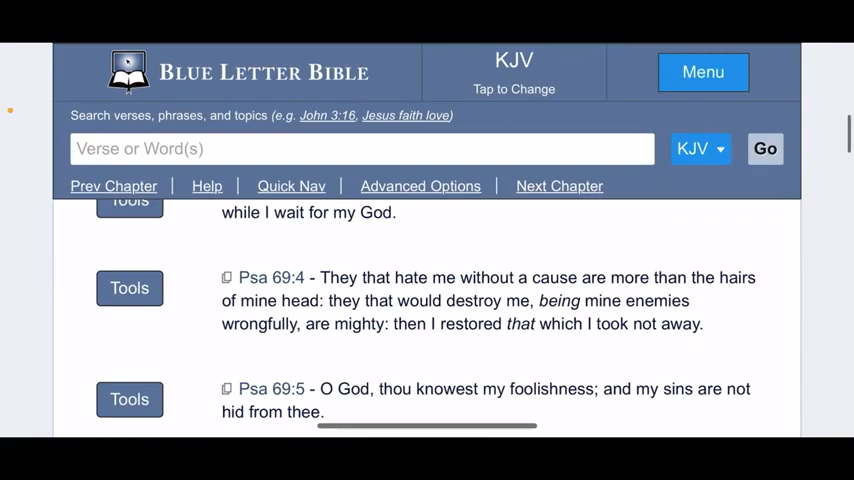 BLUE LETTER BIBLE
KJV
Tap to Change
Menu
Search verses, phrases, and topics (e.g. John 3:16, Jesus faith love)
Verse or Word(s)
KJV
Go
Prev Chapter | Help | Quick Nav | Advanced Options | Next Chapter
Tools
while I wait for my God.
Tools
Psa 69:4 - They that hate me without a cause are more than the hairs
of mine head: they that would destroy me, being mine enemies
wrongfully, are mighty: then I restored that which I took not away.
Tools
Psa 69:5 - O God, thou knowest my foolishness; and my sins are not
hid from thee.